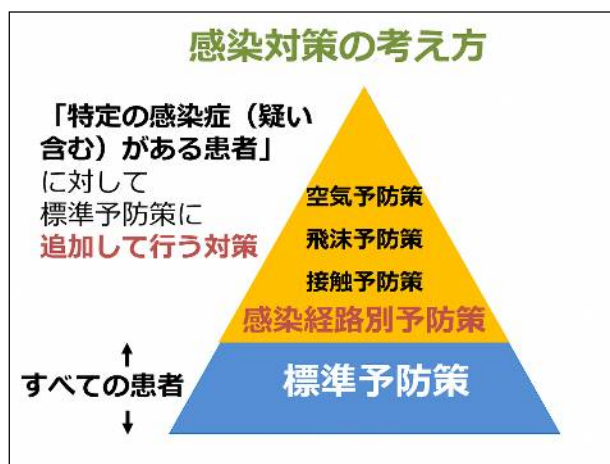 感染対策の考え方
「特定の感染症（疑い
含む）がある患者」
に対して
標準予防策に
追加して行う対策
空気予防策
飛沫予防策
接触予防策
感染経路別予防策
すべての患者
標準予防策